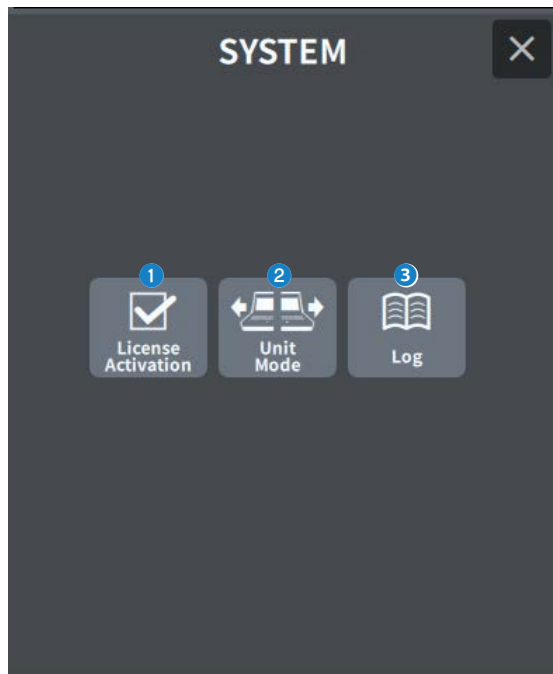 SYSTEM
1
2
3
License
Activation
Unit
Mode
Log